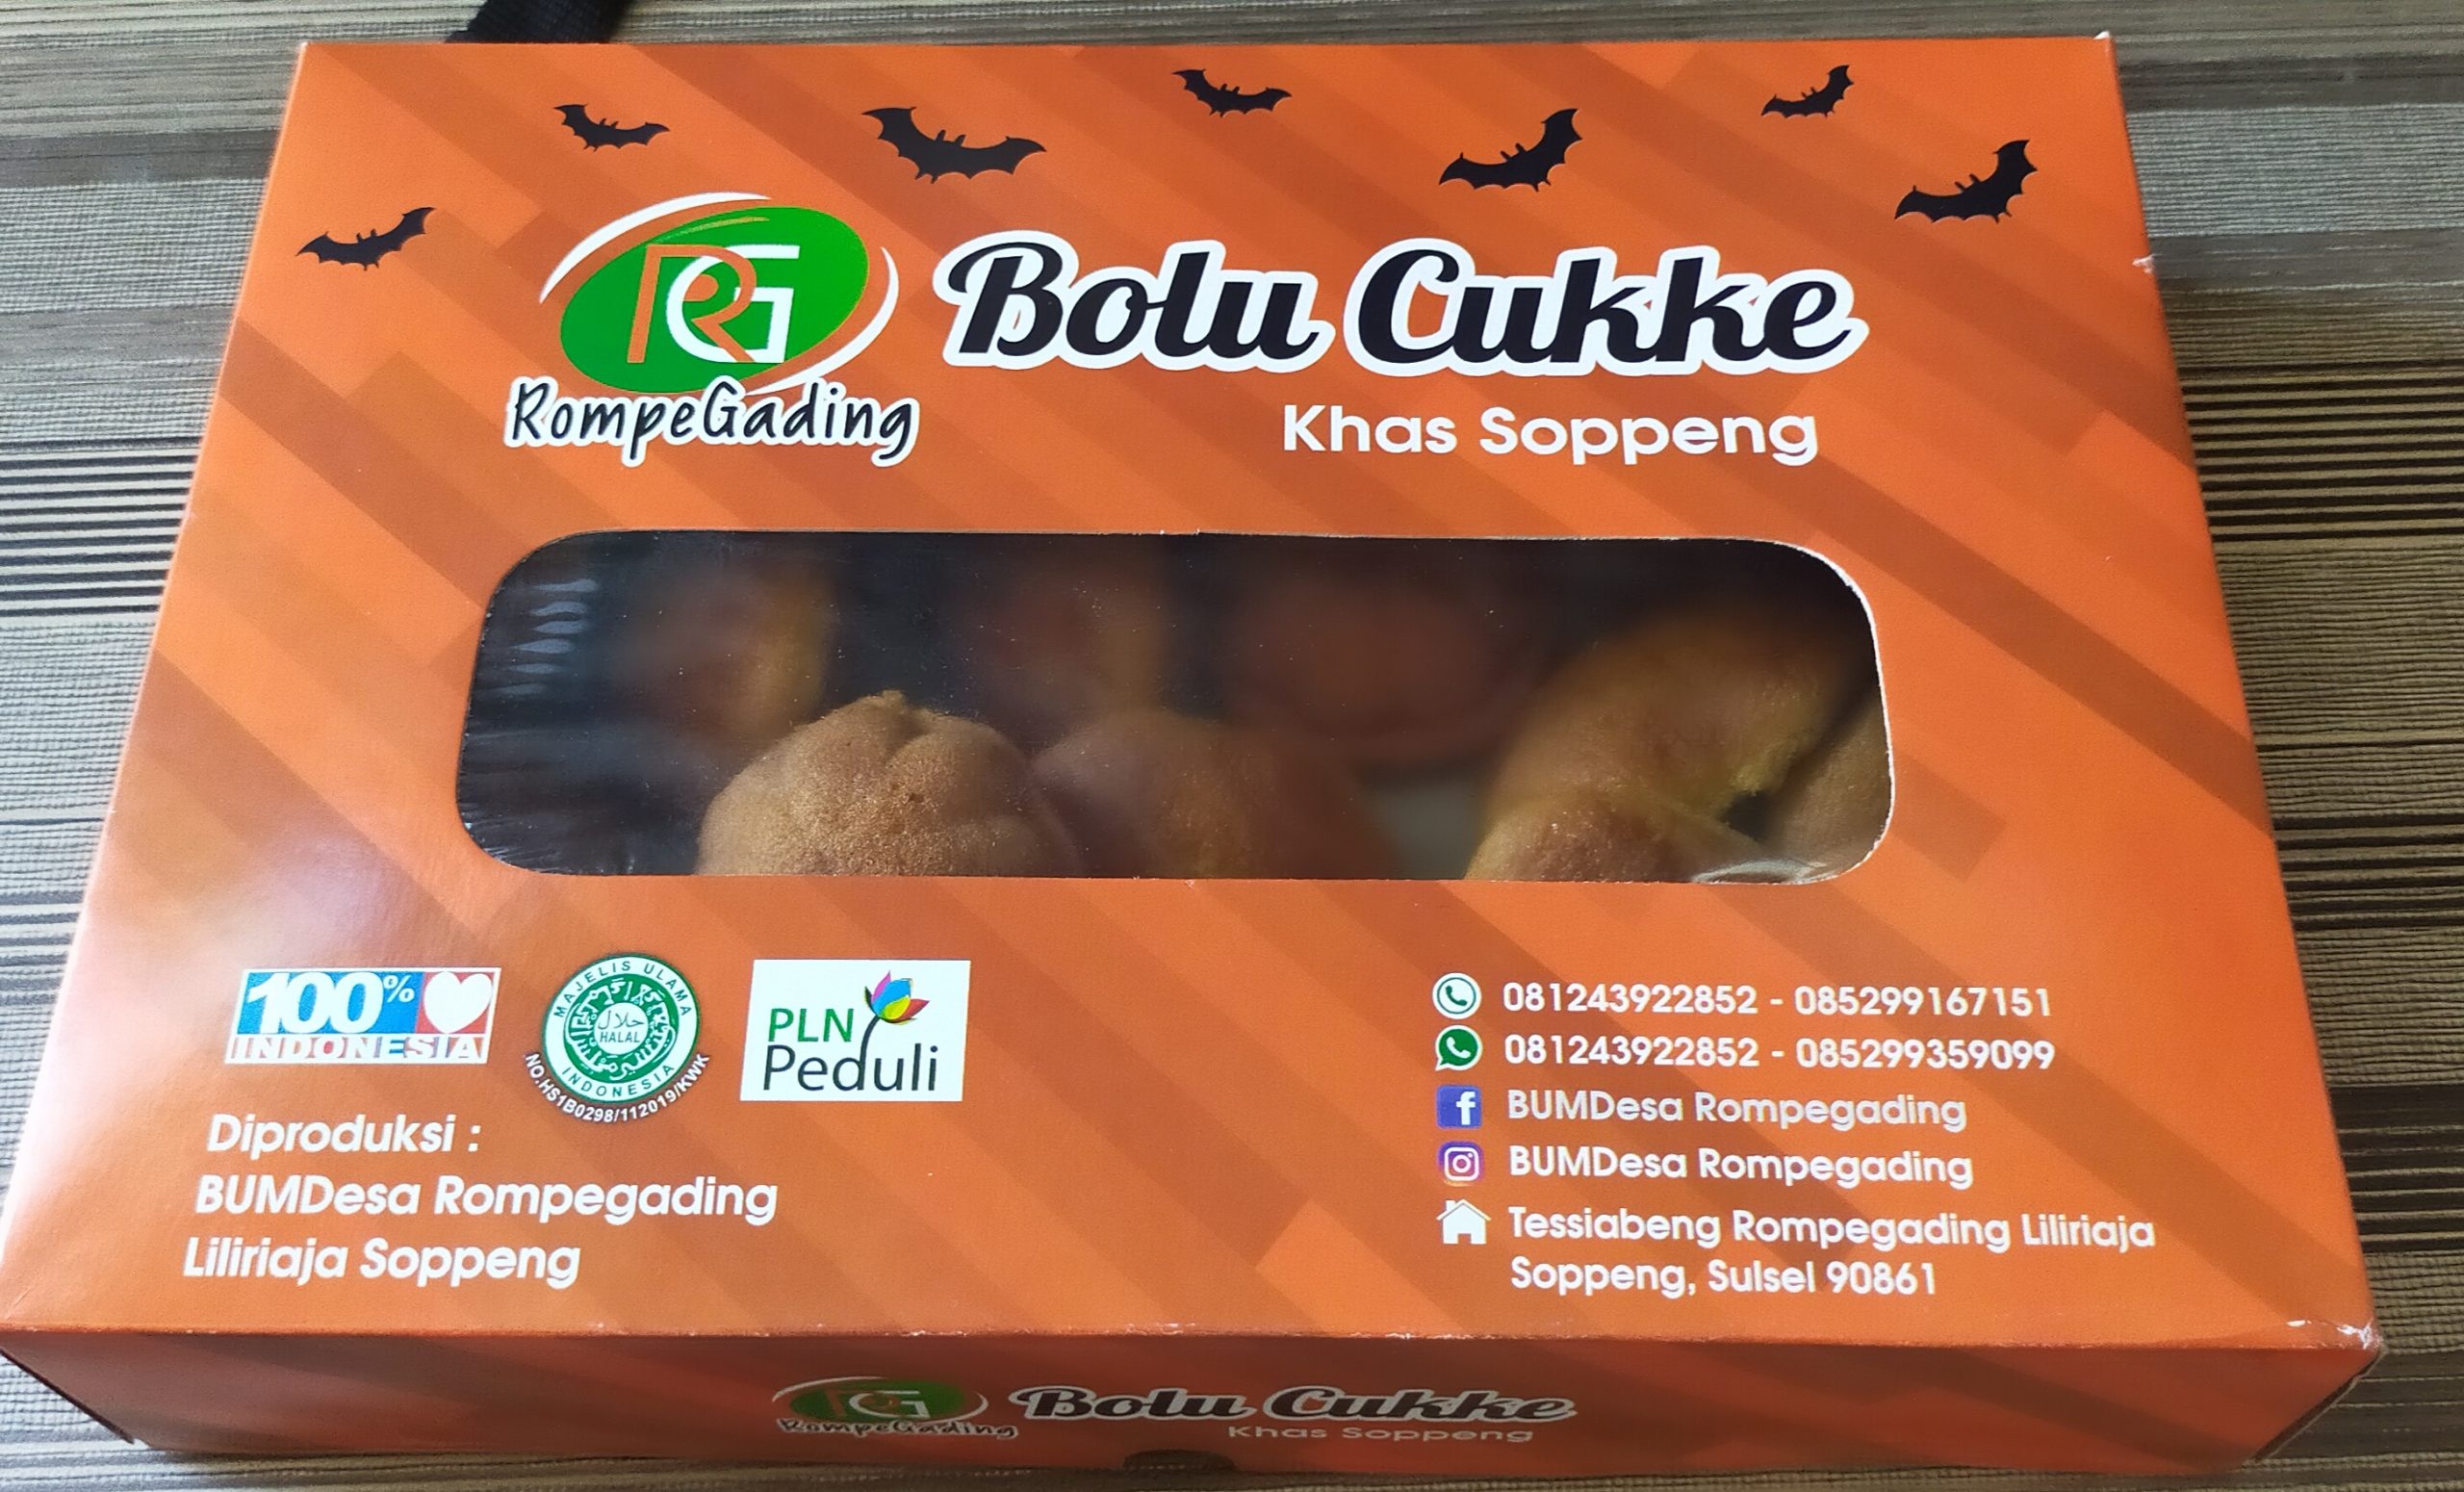 RG
RompeGading
Bolu Cukke
Khas Soppeng
100%
INDONESIA
MAJELIS ULAMA
حلال
HALAL
INDONESIA
NO.HS1B0298/112019/KWK
PLN
Peduli
Diproduksi :
BUMDesa Rompegading
Liliriaja Soppeng
081243922852 - 085299167151
081243922852 - 085299359099
BUMDesa Rompegading
BUMDesa Rompegading
Tessiabeng Rompegading Liliriaja
Soppeng, Sulsel 90861
RG
RompeGading
Bolu Cukke
Khas Soppeng